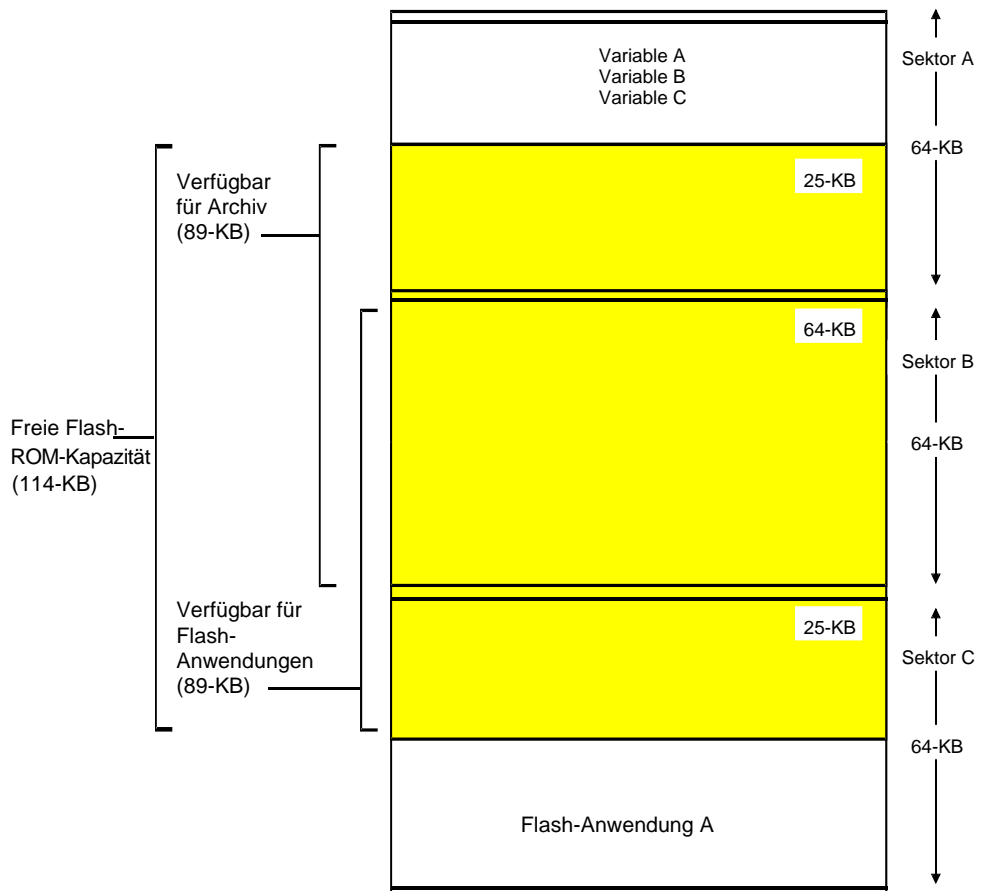 Variable A
Variable B
Variable C
Sektor A
64-KB
Verfügbar
für Archiv
(89-KB)
25-KB
64-KB
Sektor B
64-KB
Freie Flash-
ROM-Kapazität
(114-KB)
Verfügbar für
Flash-
Anwendungen
(89-KB)
25-KB
Sektor C
64-KB
Flash-Anwendung A